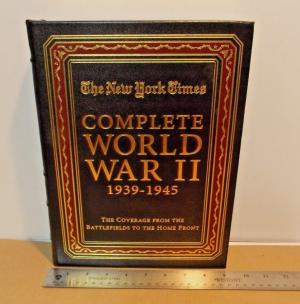 The New York Times
COMPLETE
WORLD
WAR II
1939-1945
THE COVERAGE FROM THE
BATTLEFIELDS TO THE HOME FRONT